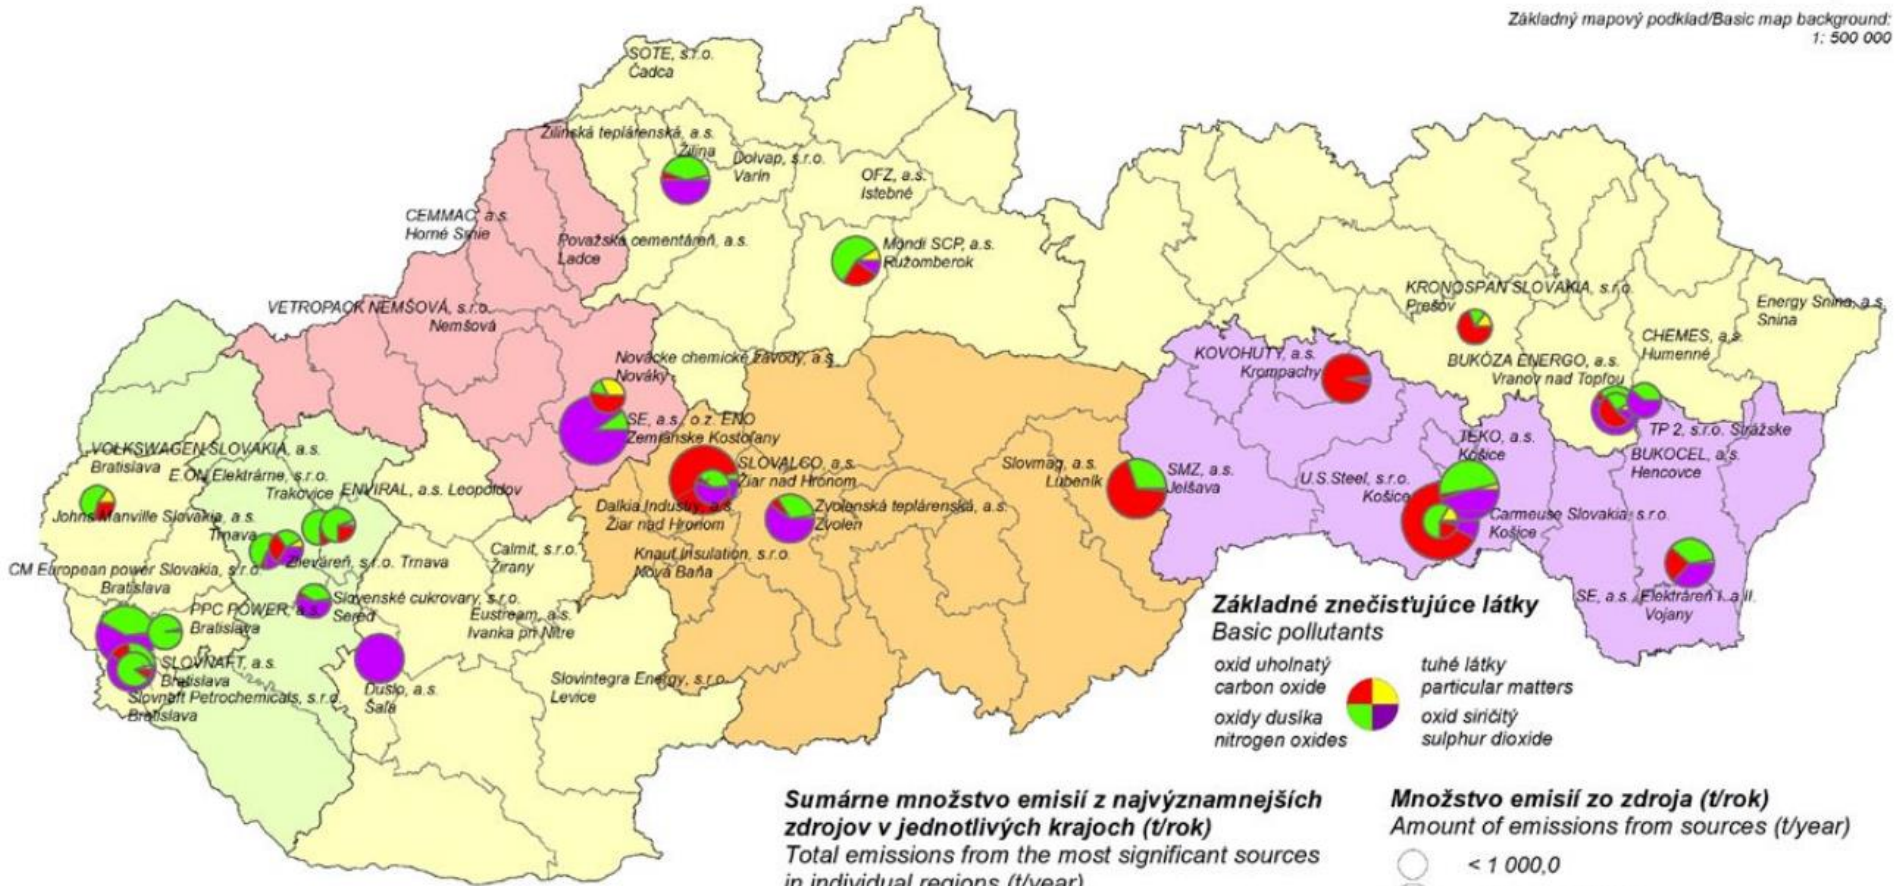 Základný mapový podklad/Basic map background:
1: 500 000
SOTE, s.r.o.
Čadca
Žilinská teplárenská, a.s.
Žilina
Dolvap, s.r.o.
Varín
OFZ, a.s.
Istebné
CEMMAC, a.s.
Horné Srnie
Považská cementáreň, a.s.
Ladce
Mondi SCP, a.s.
Ružomberok
VETROPACK NEMŠOVÁ, s.r.o.
Nemšová
KRONOSPAN SLOVAKIA, s.r.o.
Prešov
Energy Snina, a.s.
Snina
CHEMES, a.s.
Humenné
Novácke chemické závody, a.s.
Nováky
KOVOHUTY, a.s.
Krompachy
BUKÓZA ENERGO, a.s.
Vranov nad Topľou
SE, a.s., o.z. ENO
Zemianske Kostoľany
TP 2, s.r.o. Strážske
BUKOCEL, a.s.
Hencovce
VOLKSWAGEN SLOVAKIA, a.s.
Bratislava
E.ON Elektrárne, s.r.o.
Trakovice
ENVIRAL, a.s. Leopoldov
SLOVALCO, a.s.
Žiar nad Hronom
Slovmag, a.s.
Lubeník
SMZ, a.s.
Jelšava
TEKO, a.s.
Košice
U.S.Steel, s.r.o.
Košice
Johns Manville Slovakia, a.s.
Trnava
Dalkia Industry, a.s.
Žiar nad Hronom
Zvolenská teplárenská, a.s.
Zvolen
Carmeuse Slovakia, s.r.o.
Košice
Zlieváreň, s.r.o. Trnava
Calmit, s.r.o.
Žirany
Knauf Insulation, s.r.o.
Nová Baňa
CM European power Slovakia, s.r.o.
Bratislava
Slovenské cukrovary, s.r.o.
Sereď
PPC POWER, a.s.
Bratislava
Eustream, a.s.
Ivanka pri Nitre
SE, a.s., Elektráreň I. a II.
Vojany
SLOVNAFT, a.s.
Bratislava
Slovnaft Petrochemicals, s.r.o.
Bratislava
Duslo, a.s.
Šaľa
Slovintegra Energy, s.r.o.
Levice
Základné znečisťujúce látky
Basic pollutants
oxid uhoľnatý
carbon oxide
oxidy dusíka
nitrogen oxides
tuhé látky
particular matters
oxid siričitý
sulphur dioxide
Sumárne množstvo emisií z najvýznamnejších
zdrojov v jednotlivých krajoch (t/rok)
Total emissions from the most significant sources
in individual regions (t/year)
Množstvo emisií zo zdroja (t/rok)
Amount of emissions from sources (t/year)
< 1 000,0